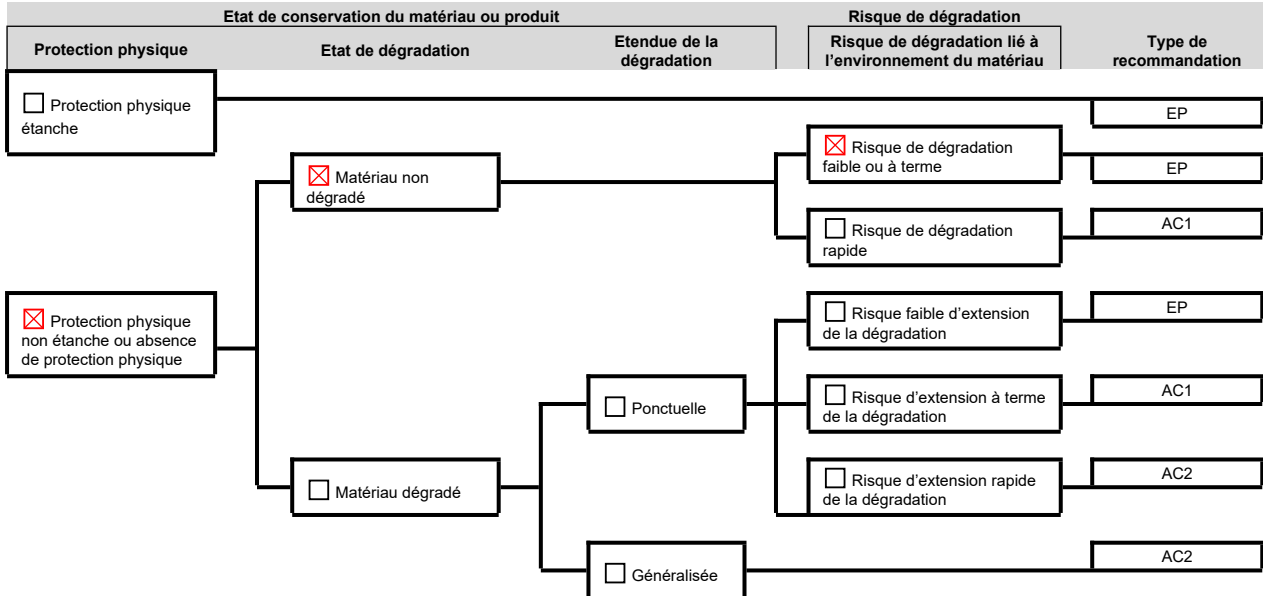 Etat de conservation du matériau ou produit
Risque de dégradation
Protection physique
Etat de dégradation
Etendue de la
dégradation
Risque de dégradation lié à
l'environnement du matériau
Type de
recommandation
Protection physique
étanche
EP
Matériau non
dégradé
Risque de dégradation
faible ou à terme
EP
Risque de dégradation
rapide
AC1
Protection physique
non étanche ou absence
de protection physique
Risque faible d'extension
de la dégradation
EP
Ponctuelle
Risque d'extension à terme
de la dégradation
AC1
Matériau dégradé
Risque d'extension rapide
de la dégradation
AC2
Généralisée
AC2